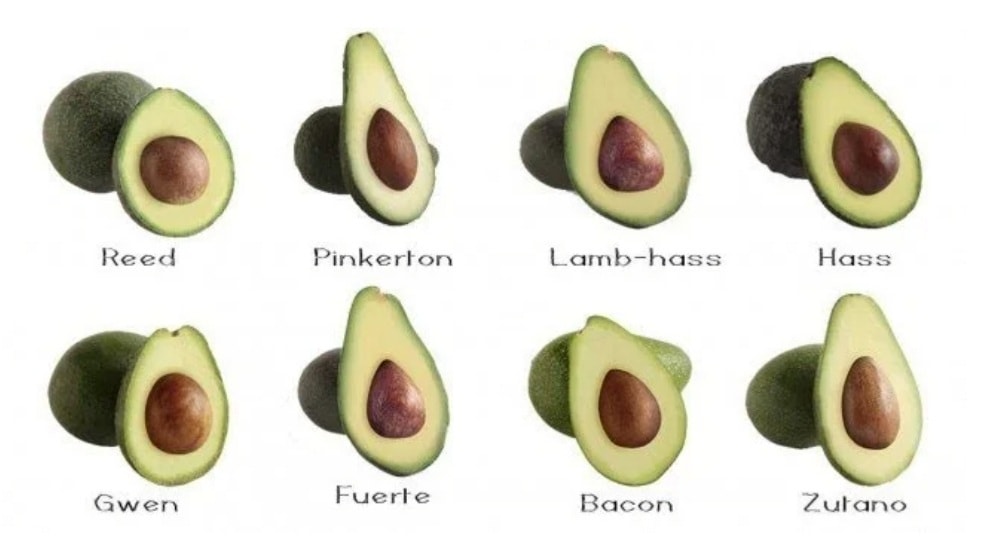 Reed
Pinkerton
Lamb-hass
Hass
Gwen
Fuerte
Bacon
Zutano